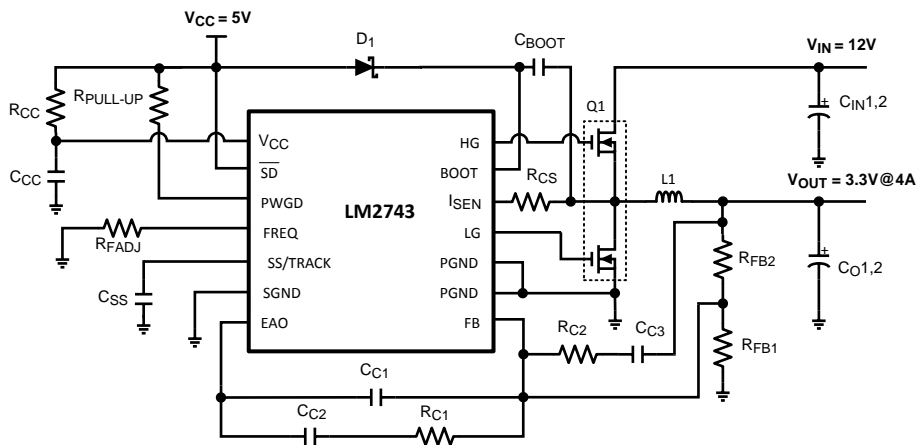 VCC = 5V
D1
CBOOT
VIN = 12V
RCC
RPULL-UP
Q1
CIN1,2
+
VCC
HG
CCC
SD
BOOT
RCS
L1
VOUT = 3.3V@4A
PWGD
ISEN
LM2743
FREQ
LG
RFADJ
RFB2
+
CO1,2
SS/TRACK
PGND
CSS
SGND
PGND
EAO
FB
RC2
CC3
RFB1
CC1
CC2
RC1